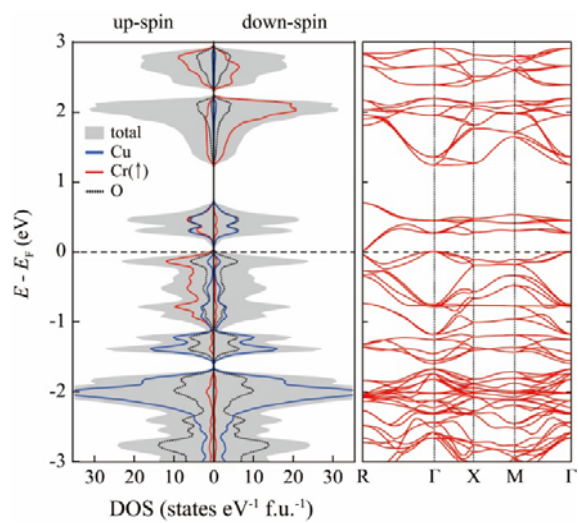 up-spin down-spin
3
2
1
0
-1
-2
-3
E - E_F (eV)
total
Cu
Cr(↑)
O
30 20 10 0 10 20 30
DOS (states eV⁻¹ f.u.⁻¹)
R Γ X M Γ